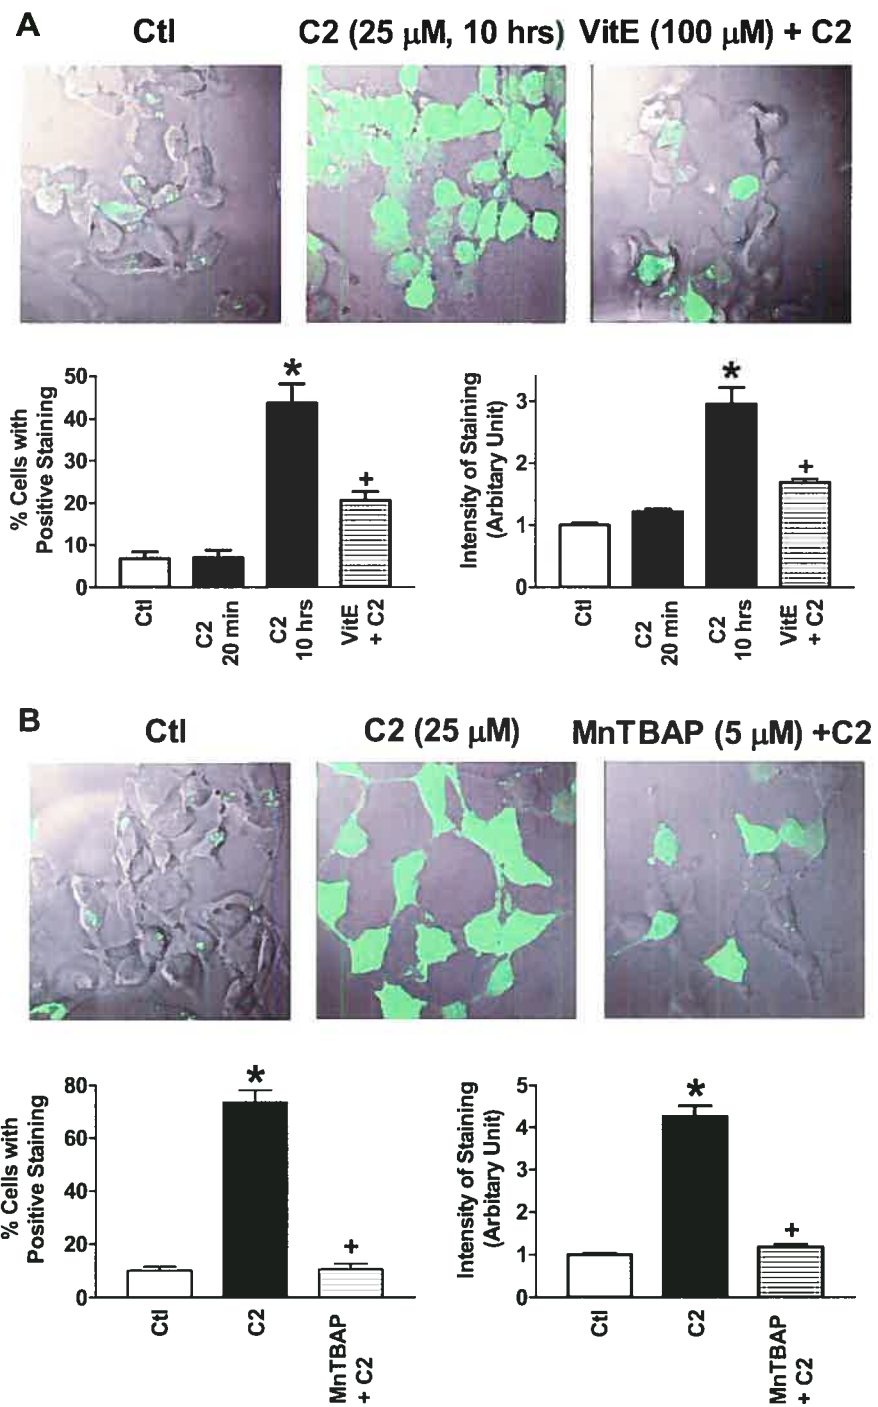 A
Ctl
C2 (25 µM, 10 hrs)
VitE (100 µM) + C2
% Cells with
Positive Staining
50
40
30
20
10
0
*
+
Ctl
C2
20 min
C2
10 hrs
VitE
+ C2
Intensity of Staining
(Arbitary Unit)
3
2
1
0
*
+
Ctl
C2
20 min
C2
10 hrs
VitE
+ C2
B
Ctl
C2 (25 µM)
MnTBAP (5 µM) +C2
% Cells with
Positive Staining
80
60
40
20
0
*
+
Ctl
C2
MnTBAP
+ C2
Intensity of Staining
(Arbitary Unit)
5
4
3
2
1
0
*
+
Ctl
C2
MnTBAP
+ C2